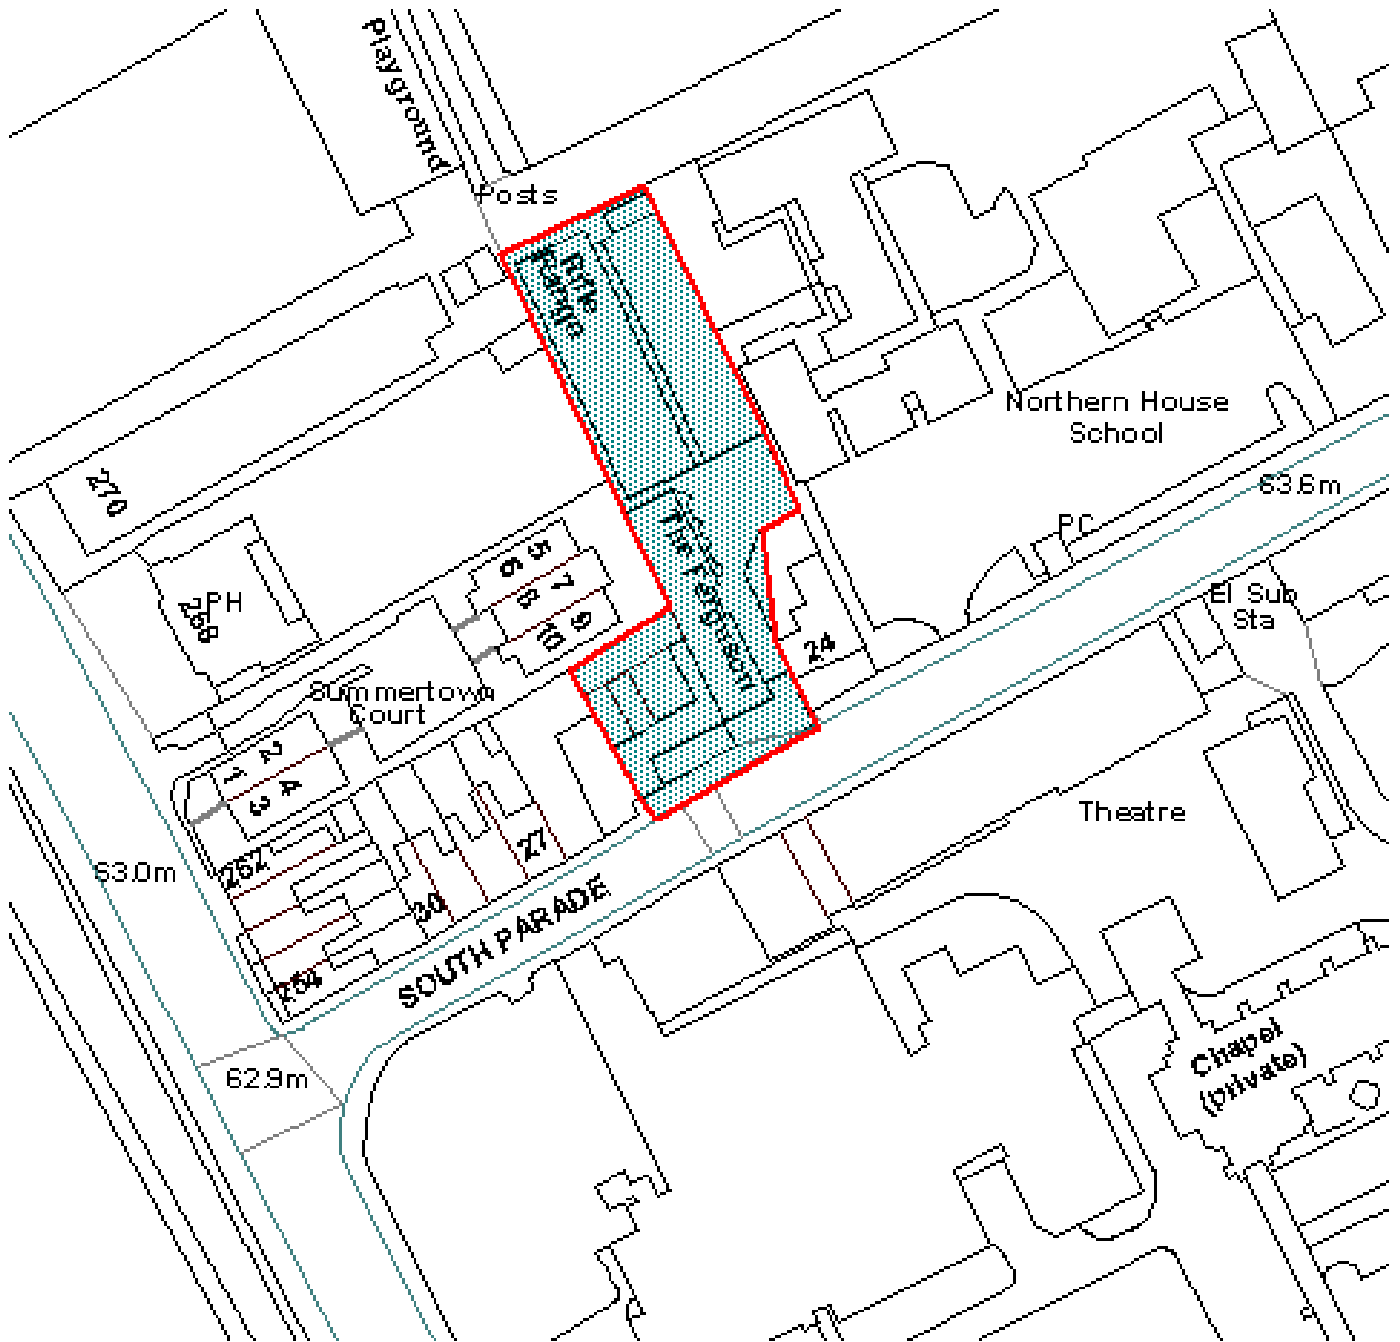 Playground
Posts
Rifle
Range
Northern House
School
63.6m
PC
270
El Sub
Sta
The Ferguson
5
6
7
8
9
10
PH
268
24
Summertown
Court
2
1
4
3
Theatre
27
262
63.0m
30
SOUTH PARADE
254
62.9m
Chapel
(private)